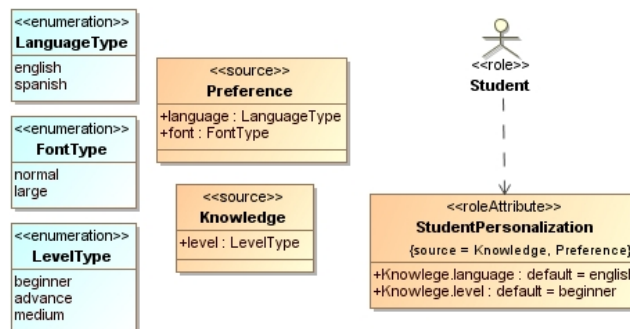 <<enumeration>>
LanguageType
english
spanish
<<enumeration>>
FontType
normal
large
<<enumeration>>
LevelType
beginner
advance
medium
<<source>>
Preference
+language : LanguageType
+font : FontType
<<source>>
Knowledge
+level : LevelType
<<role>>
Student
<<roleAttribute>>
StudentPersonalization
{source = Knowledge, Preference}
+Knowlege.language : default = english
+Knowlege.level : default = beginner